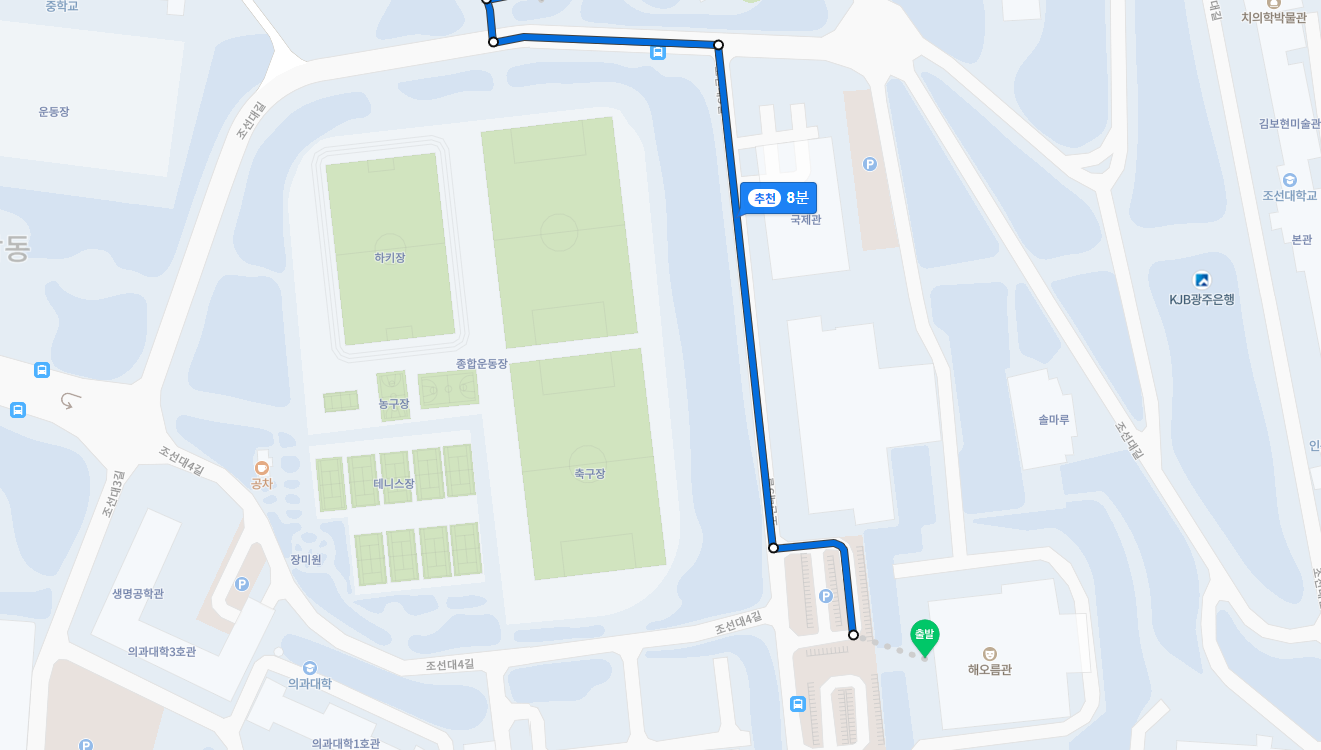 중학교
치의학박물관
대길
운동장
조선대길
김보현미술관
P
추천 8분
조선대학교
국제관
본관
동
하키장
KJB광주은행
종합운동장
농구장
솔마루
조선대길
조선대4길
공차
테니스장
축구장
조선대3길
장미원
생명공학관
P
P
조선대4길
출발
의과대학3호관
조선대4길
해오름관
의과대학
의과대학1호관
P